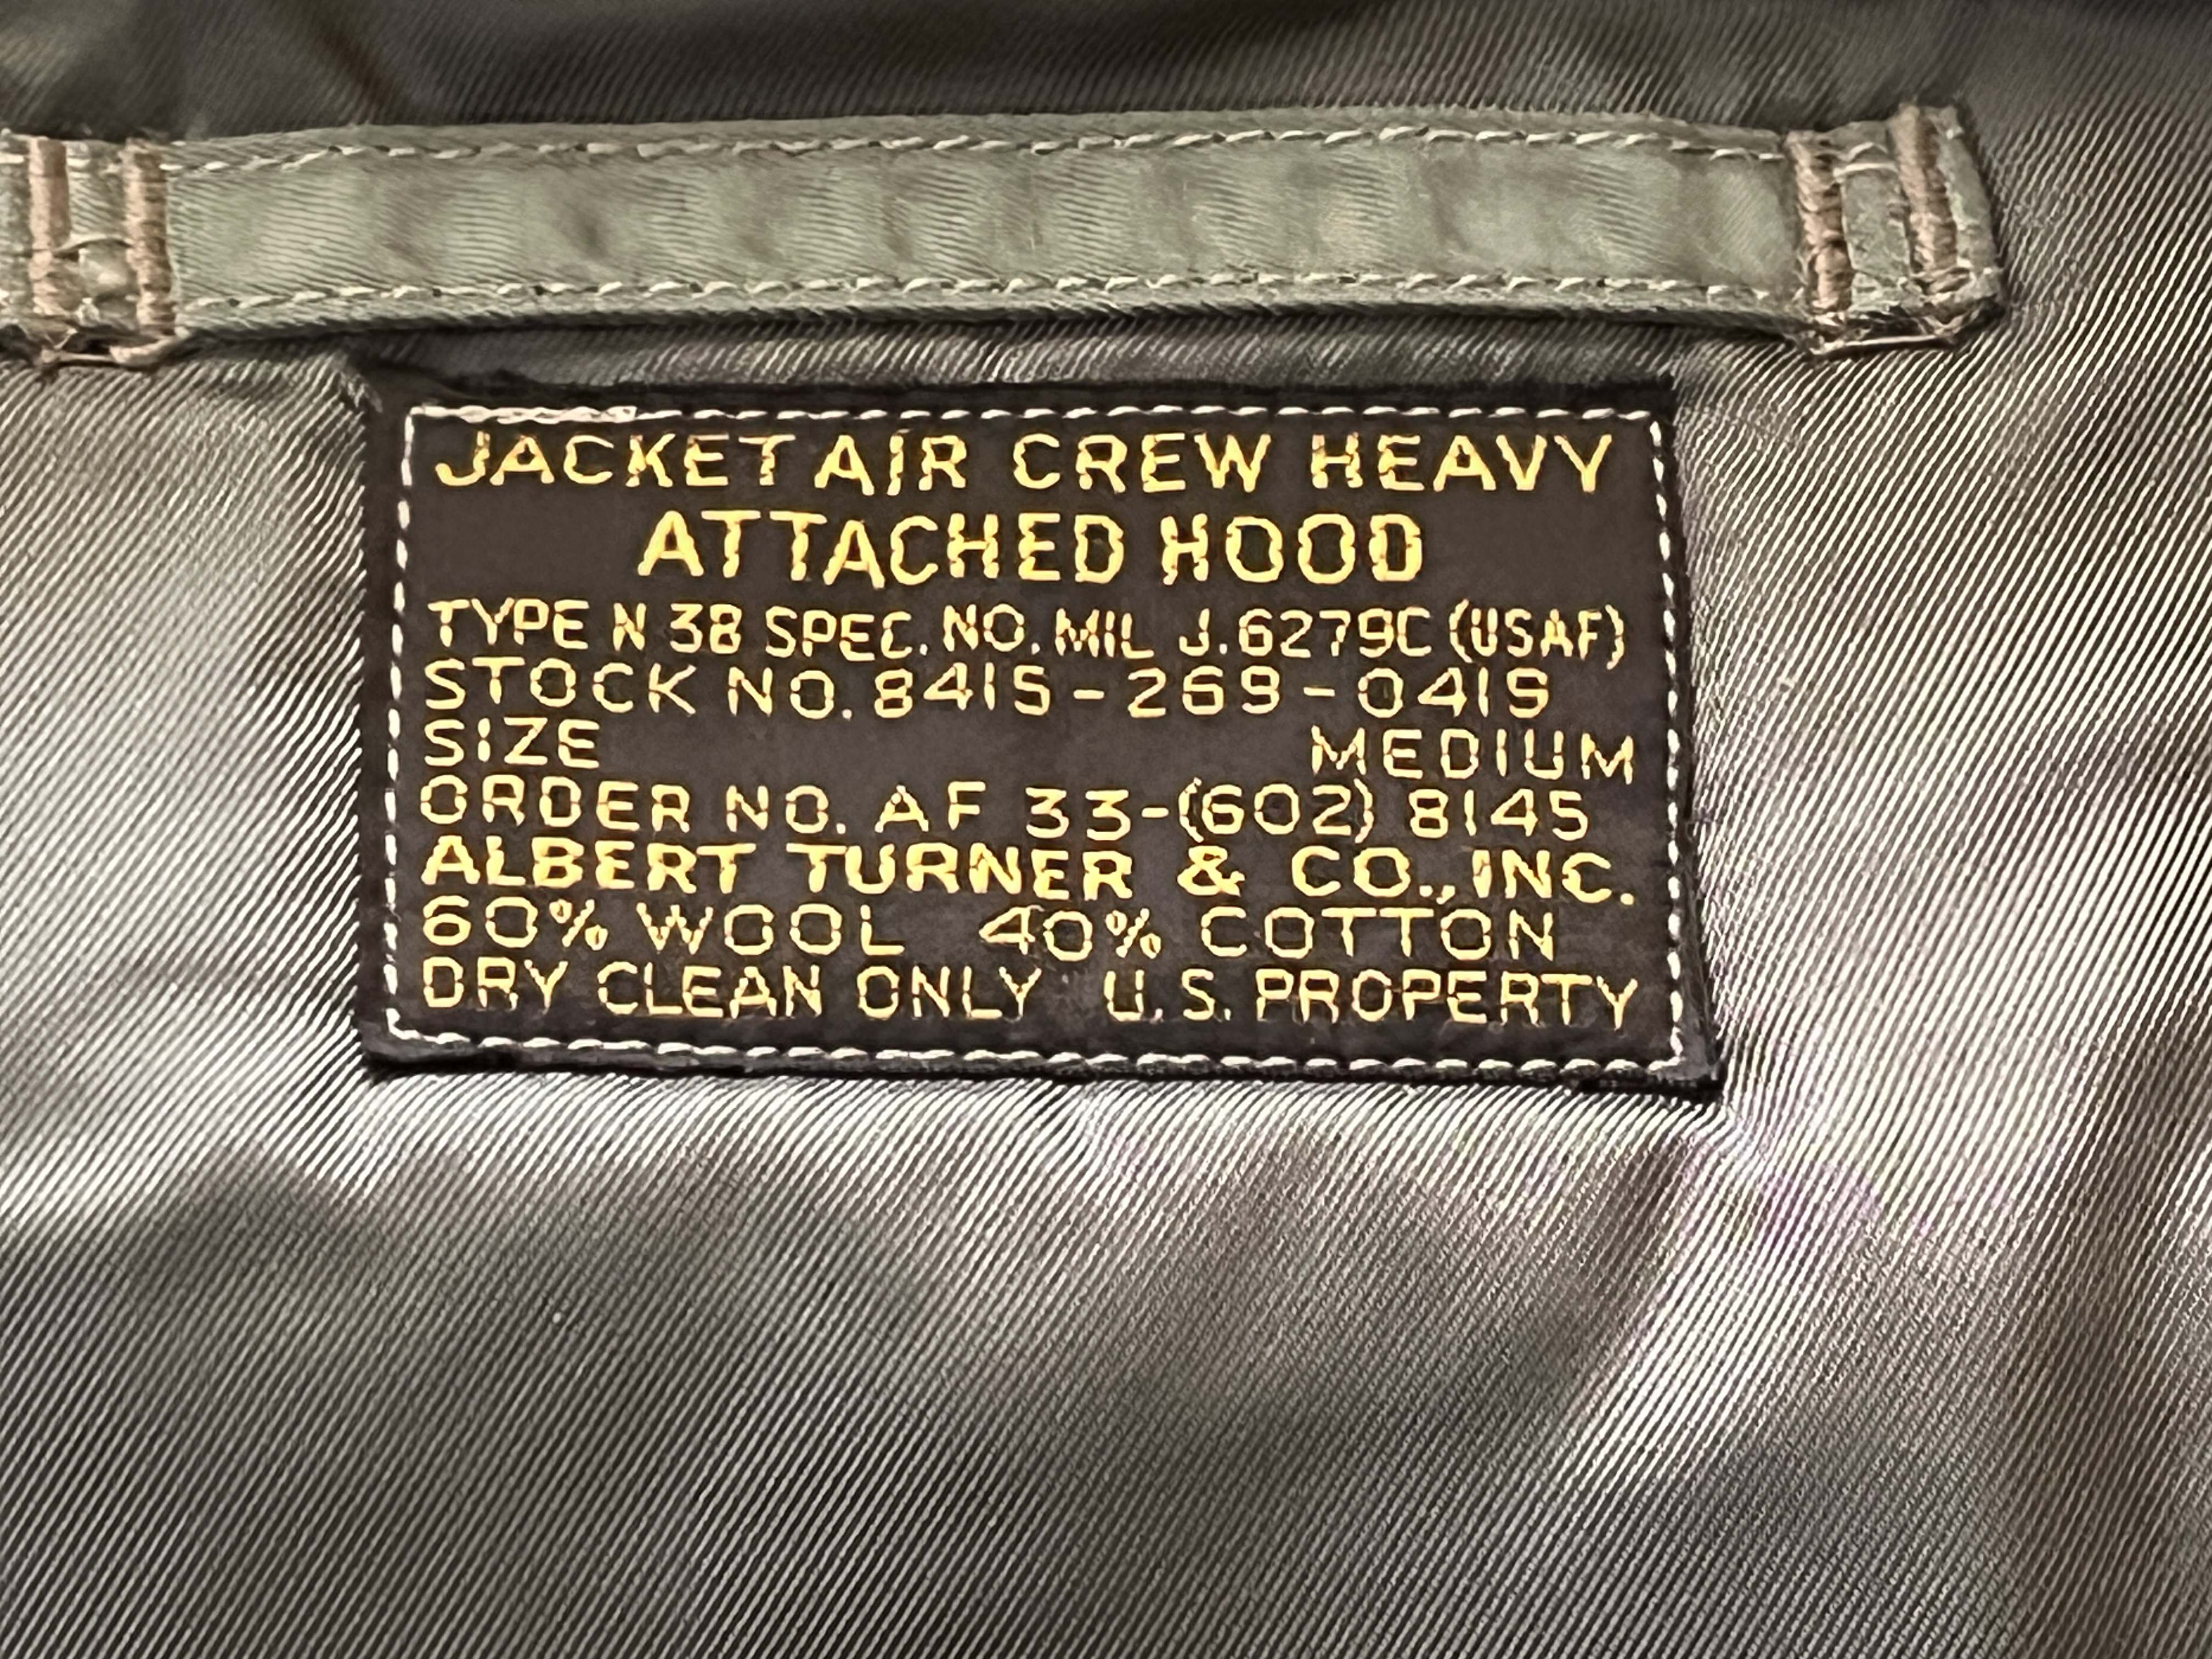 JACKET AIR CREW HEAVY
ATTACHED HOOD
TYPE N 3B SPEC. NO. MIL J.6279C (USAF)
STOCK NO. 8415-269-0419
SIZE MEDIUM
ORDER NO. AF 33-(602) 8145
ALBERT TURNER & CO., INC.
60% WOOL 40% COTTON
DRY CLEAN ONLY U.S. PROPERTY